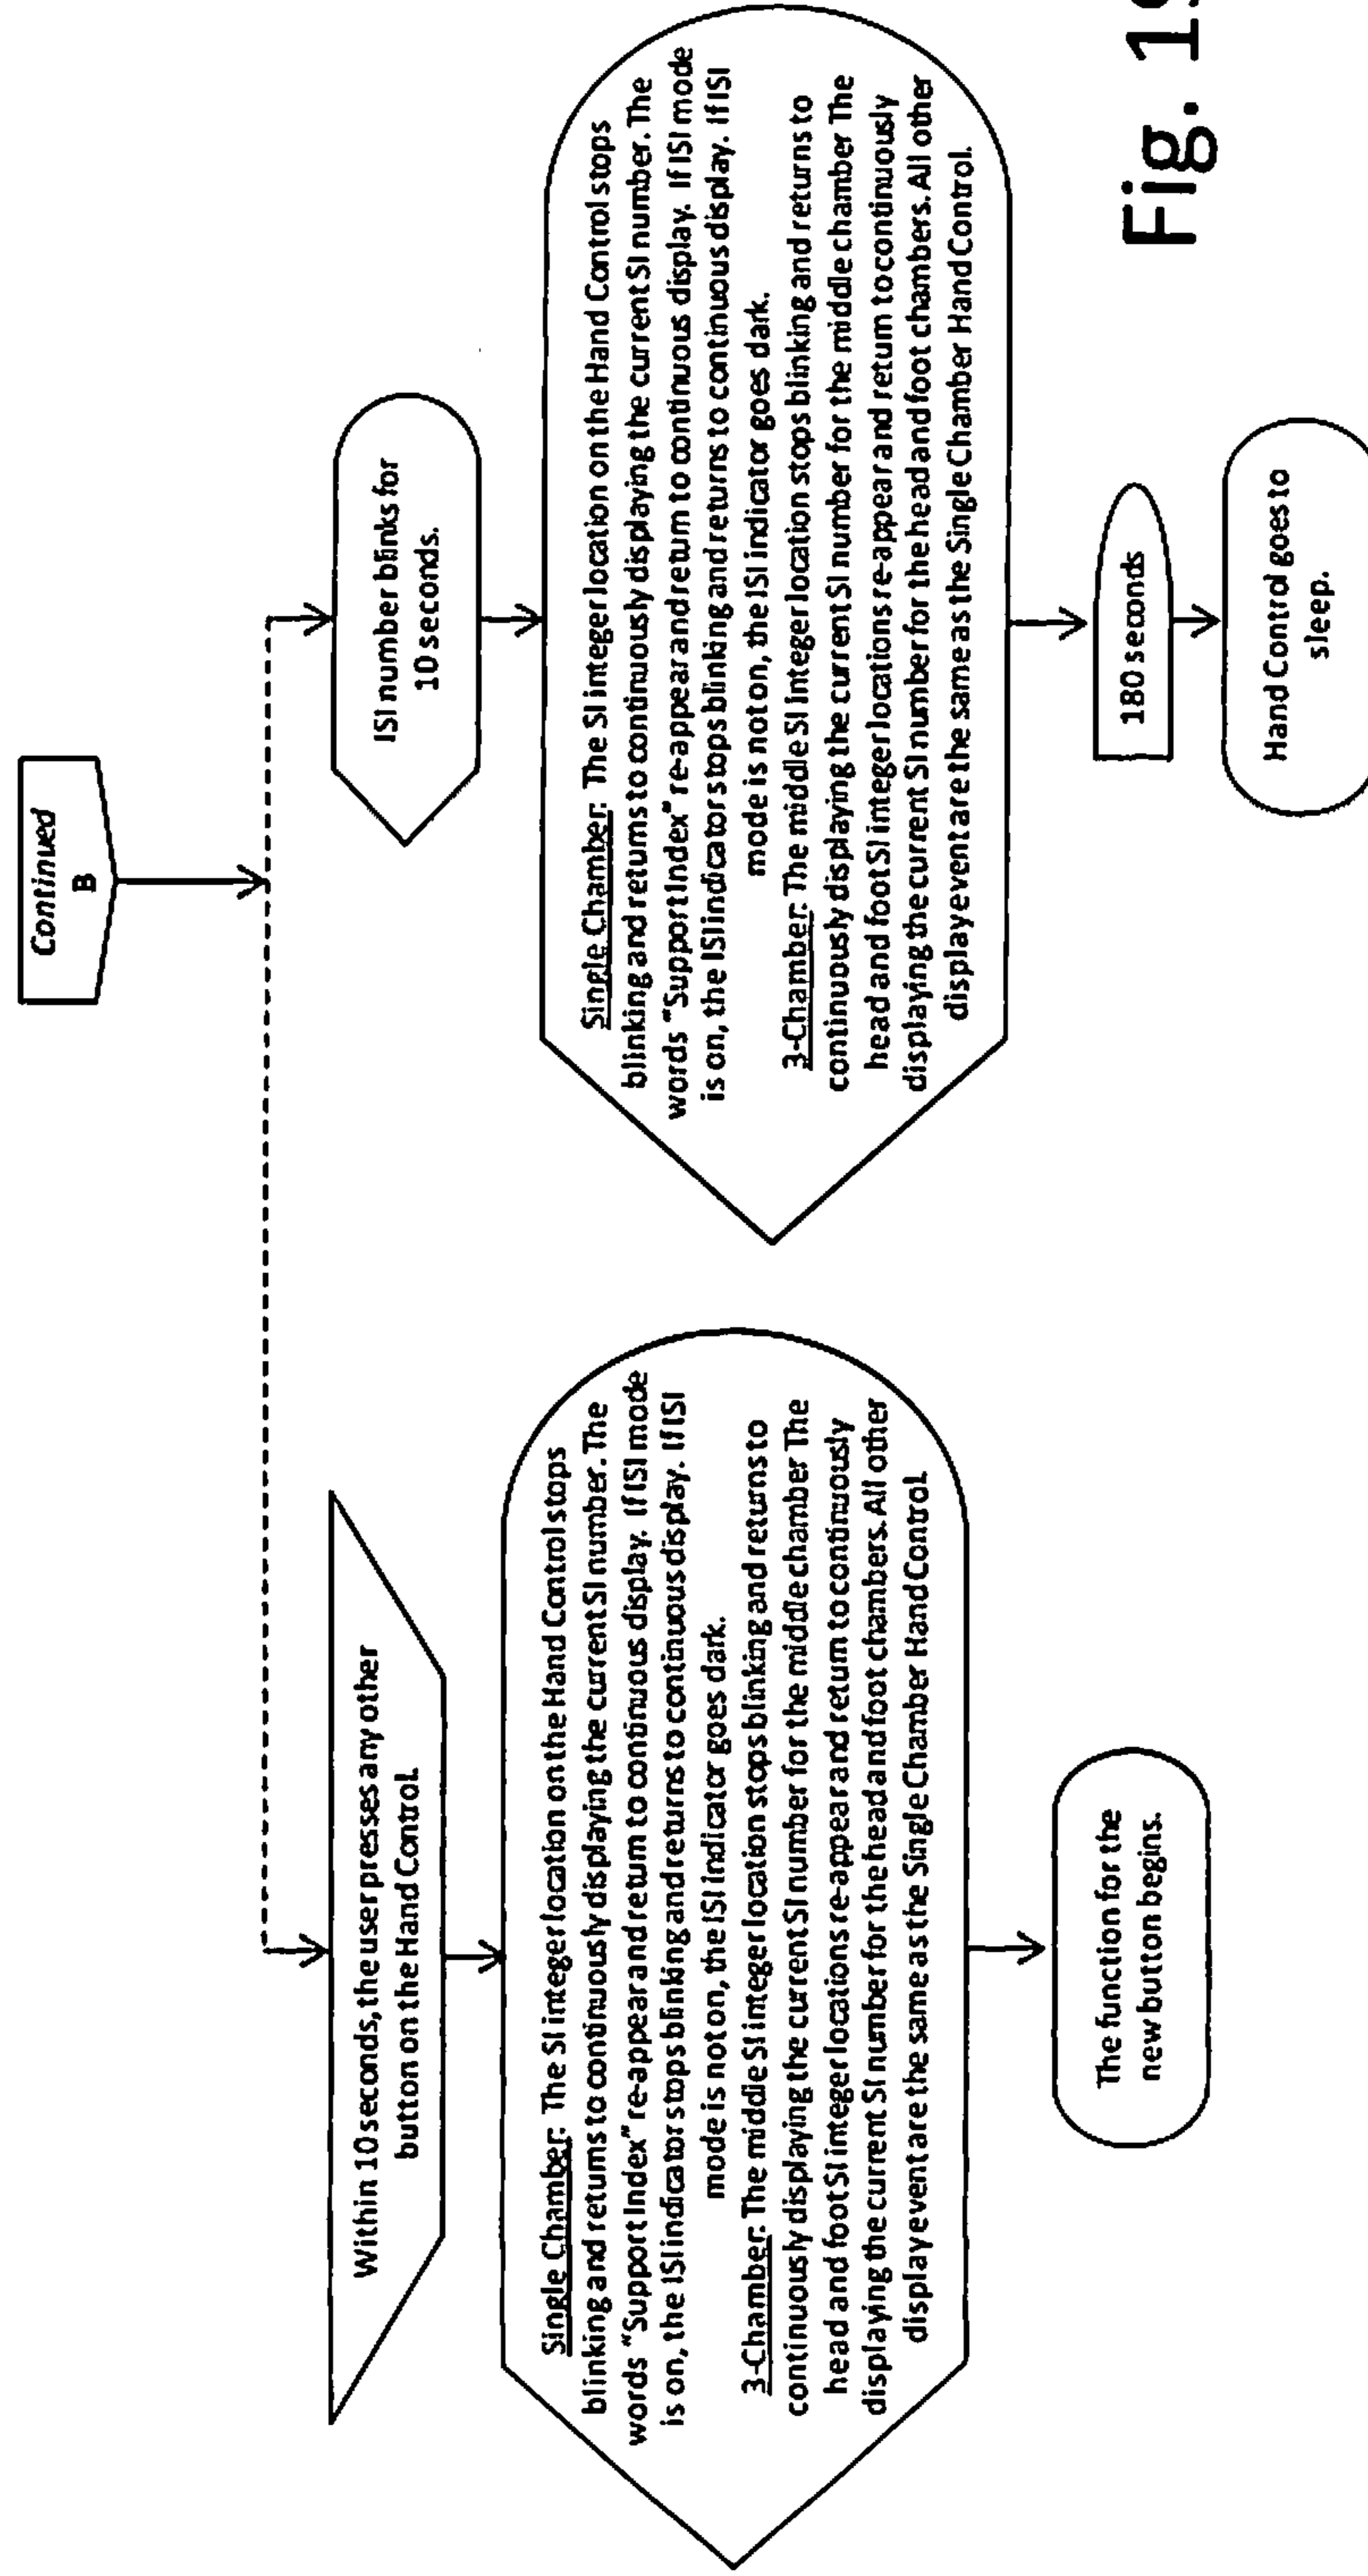 Continued
B
Within 10 seconds, the user presses any other
button on the Hand Control.
Single Chamber: The SI integer location on the Hand Control stops
blinking and returns to continuously displaying the current SI number. The
words "Support Index" re-appear and return to continuous display. If ISI mode
is on, the ISI indicator stops blinking and returns to continuous display. If ISI
mode is not on, the ISI indicator goes dark.
3-Chamber: The middle SI integer location stops blinking and returns to
continuously displaying the current SI number for the middle chamber The
head and foot SI integer locations re-appear and return to continuously
displaying the current SI number for the head and foot chambers. All other
display event are the same as the Single Chamber Hand Control.
The function for the
new button begins.
ISI number blinks for
10 seconds.
Single Chamber: The SI integer location on the Hand Control stops
blinking and returns to continuously displaying the current SI number. The
words "Support Index" re-appear and return to continuous display. If ISI mode
is on, the ISI indicator stops blinking and returns to continuous display. If ISI
mode is not on, the ISI indicator goes dark.
3-Chamber: The middle SI integer location stops blinking and returns to
continuously displaying the current SI number for the middle chamber The
head and foot SI integer locations re-appear and return to continuously
displaying the current SI number for the head and foot chambers. All other
display event are the same as the Single Chamber Hand Control.
180 seconds
Hand Control goes to
sleep.
Fig.